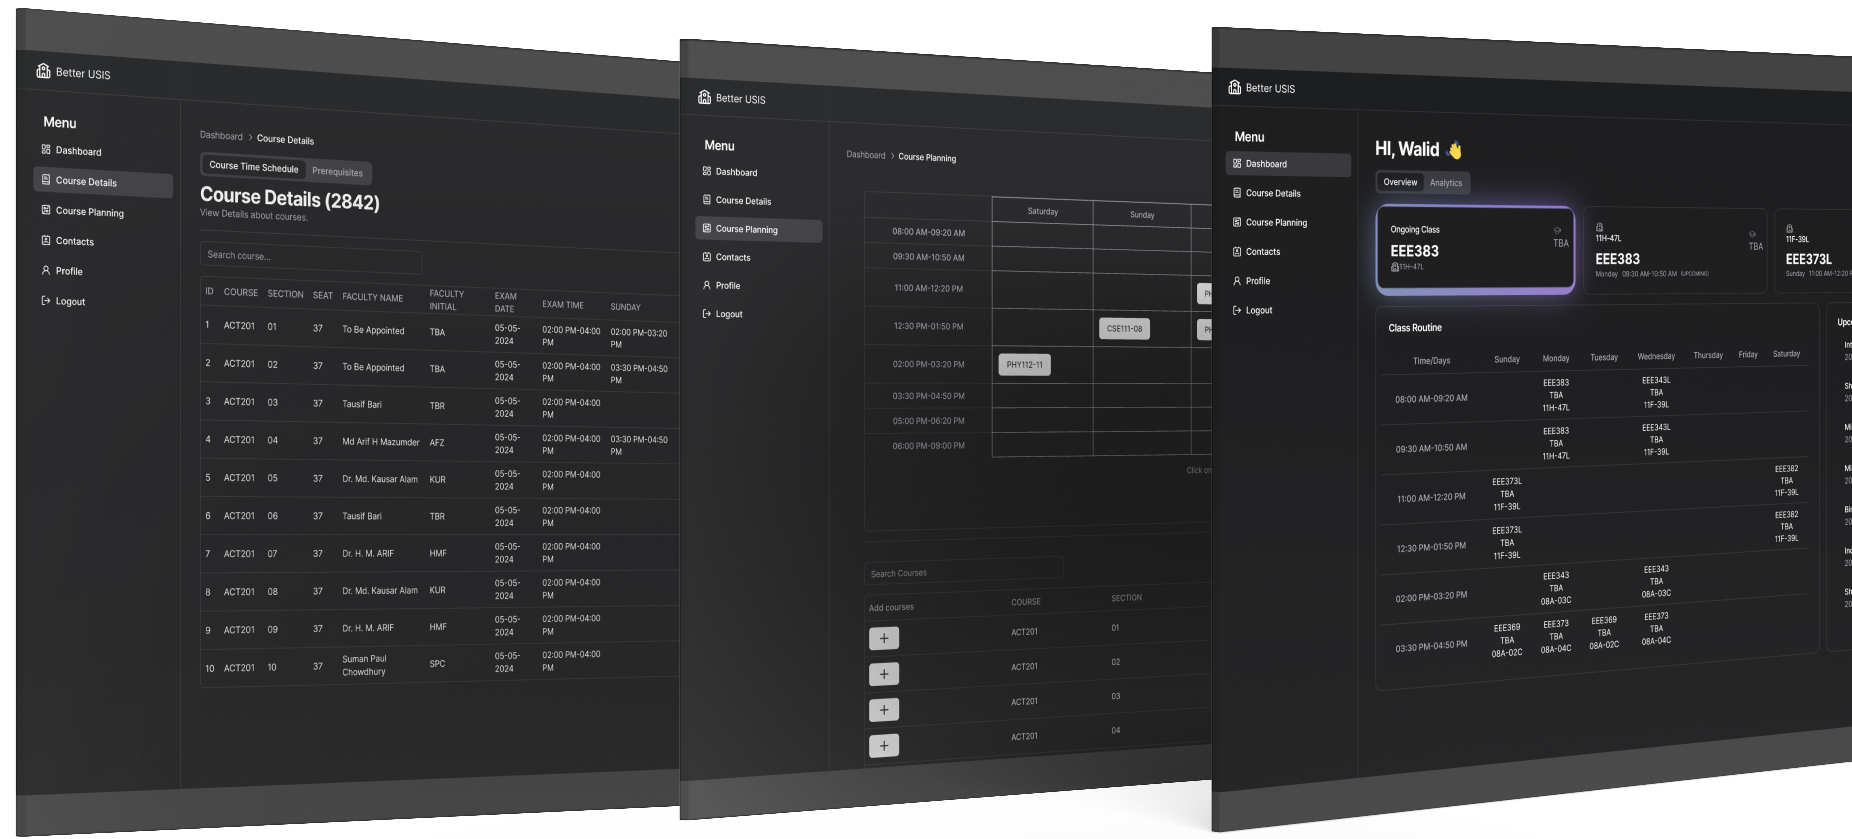 Better USIS
Menu
Dashboard
Course Details
Course Planning
Contacts
Profile
Logout
Dashboard > Course Details
Course Time Schedule Prerequisites
Course Details (2842)
View Details about courses.
Search course...
ID COURSE SECTION SEAT FACULTY NAME FACULTY INITIAL EXAM DATE EXAM TIME SUNDAY
1 ACT201 01 37 To Be Appointed TBA 05-05-2024 02:00 PM-04:00 PM 02:00 PM-03:20 PM
2 ACT201 02 37 To Be Appointed TBA 05-05-2024 02:00 PM-04:00 PM 03:30 PM-04:50 PM
3 ACT201 03 37 Tausif Bari TBR 05-05-2024 02:00 PM-04:00 PM
4 ACT201 04 37 Md Arif H Mazumder AFZ 05-05-2024 02:00 PM-04:00 PM 03:30 PM-04:50 PM
5 ACT201 05 37 Dr. Md. Kausar Alam KUR 05-05-2024 02:00 PM-04:00 PM
6 ACT201 06 37 Tausif Bari TBR 05-05-2024 02:00 PM-04:00 PM
7 ACT201 07 37 Dr. H. M. ARIF HMF 05-05-2024 02:00 PM-04:00 PM
8 ACT201 08 37 Dr. Md. Kausar Alam KUR 05-05-2024 02:00 PM-04:00 PM
9 ACT201 09 37 Dr. H. M. ARIF HMF 05-05-2024 02:00 PM-04:00 PM
10 ACT201 10 37 Suman Paul Chowdhury SPC 05-05-2024 02:00 PM-04:00 PM
Better USIS
Menu
Dashboard
Course Details
Course Planning
Contacts
Profile
Logout
Dashboard > Course Planning
Saturday Sunday
08:00 AM-09:20 AM
09:30 AM-10:50 AM
11:00 AM-12:20 PM PH
12:30 PM-01:50 PM CSE111-08 PH
02:00 PM-03:20 PM PHY112-11
03:30 PM-04:50 PM
05:00 PM-06:20 PM
06:00 PM-09:00 PM
Click on
Search Courses
Add courses COURSE SECTION
+ ACT201 01
+ ACT201 02
+ ACT201 03
+ ACT201 04
Better USIS
Menu
Dashboard
Course Details
Course Planning
Contacts
Profile
Logout
HI, Walid 👋
Overview Analytics
Ongoing Class
TBA
EEE383
11H-47L
11H-47L
TBA
EEE383
Monday 09:30 AM-10:50 AM (UPCOMING)
11F-39L
EEE373L
Sunday 11:00 AM-12:20 P
Class Routine
Time/Days Sunday Monday Tuesday Wednesday Thursday Friday Saturday
08:00 AM-09:20 AM EEE383 TBA 11H-47L EEE343L TBA 11F-39L
09:30 AM-10:50 AM EEE383 TBA 11H-47L EEE343L TBA 11F-39L
11:00 AM-12:20 PM EEE373L TBA 11F-39L EEE382 TBA 11F-39L
12:30 PM-01:50 PM EEE373L TBA 11F-39L EEE382 TBA 11F-39L
02:00 PM-03:20 PM EEE343 TBA 08A-03C EEE343 TBA 08A-03C
03:30 PM-04:50 PM EEE369 TBA 08A-02C EEE373 TBA 08A-04C EEE369 TBA 08A-02C EEE373 TBA 08A-04C